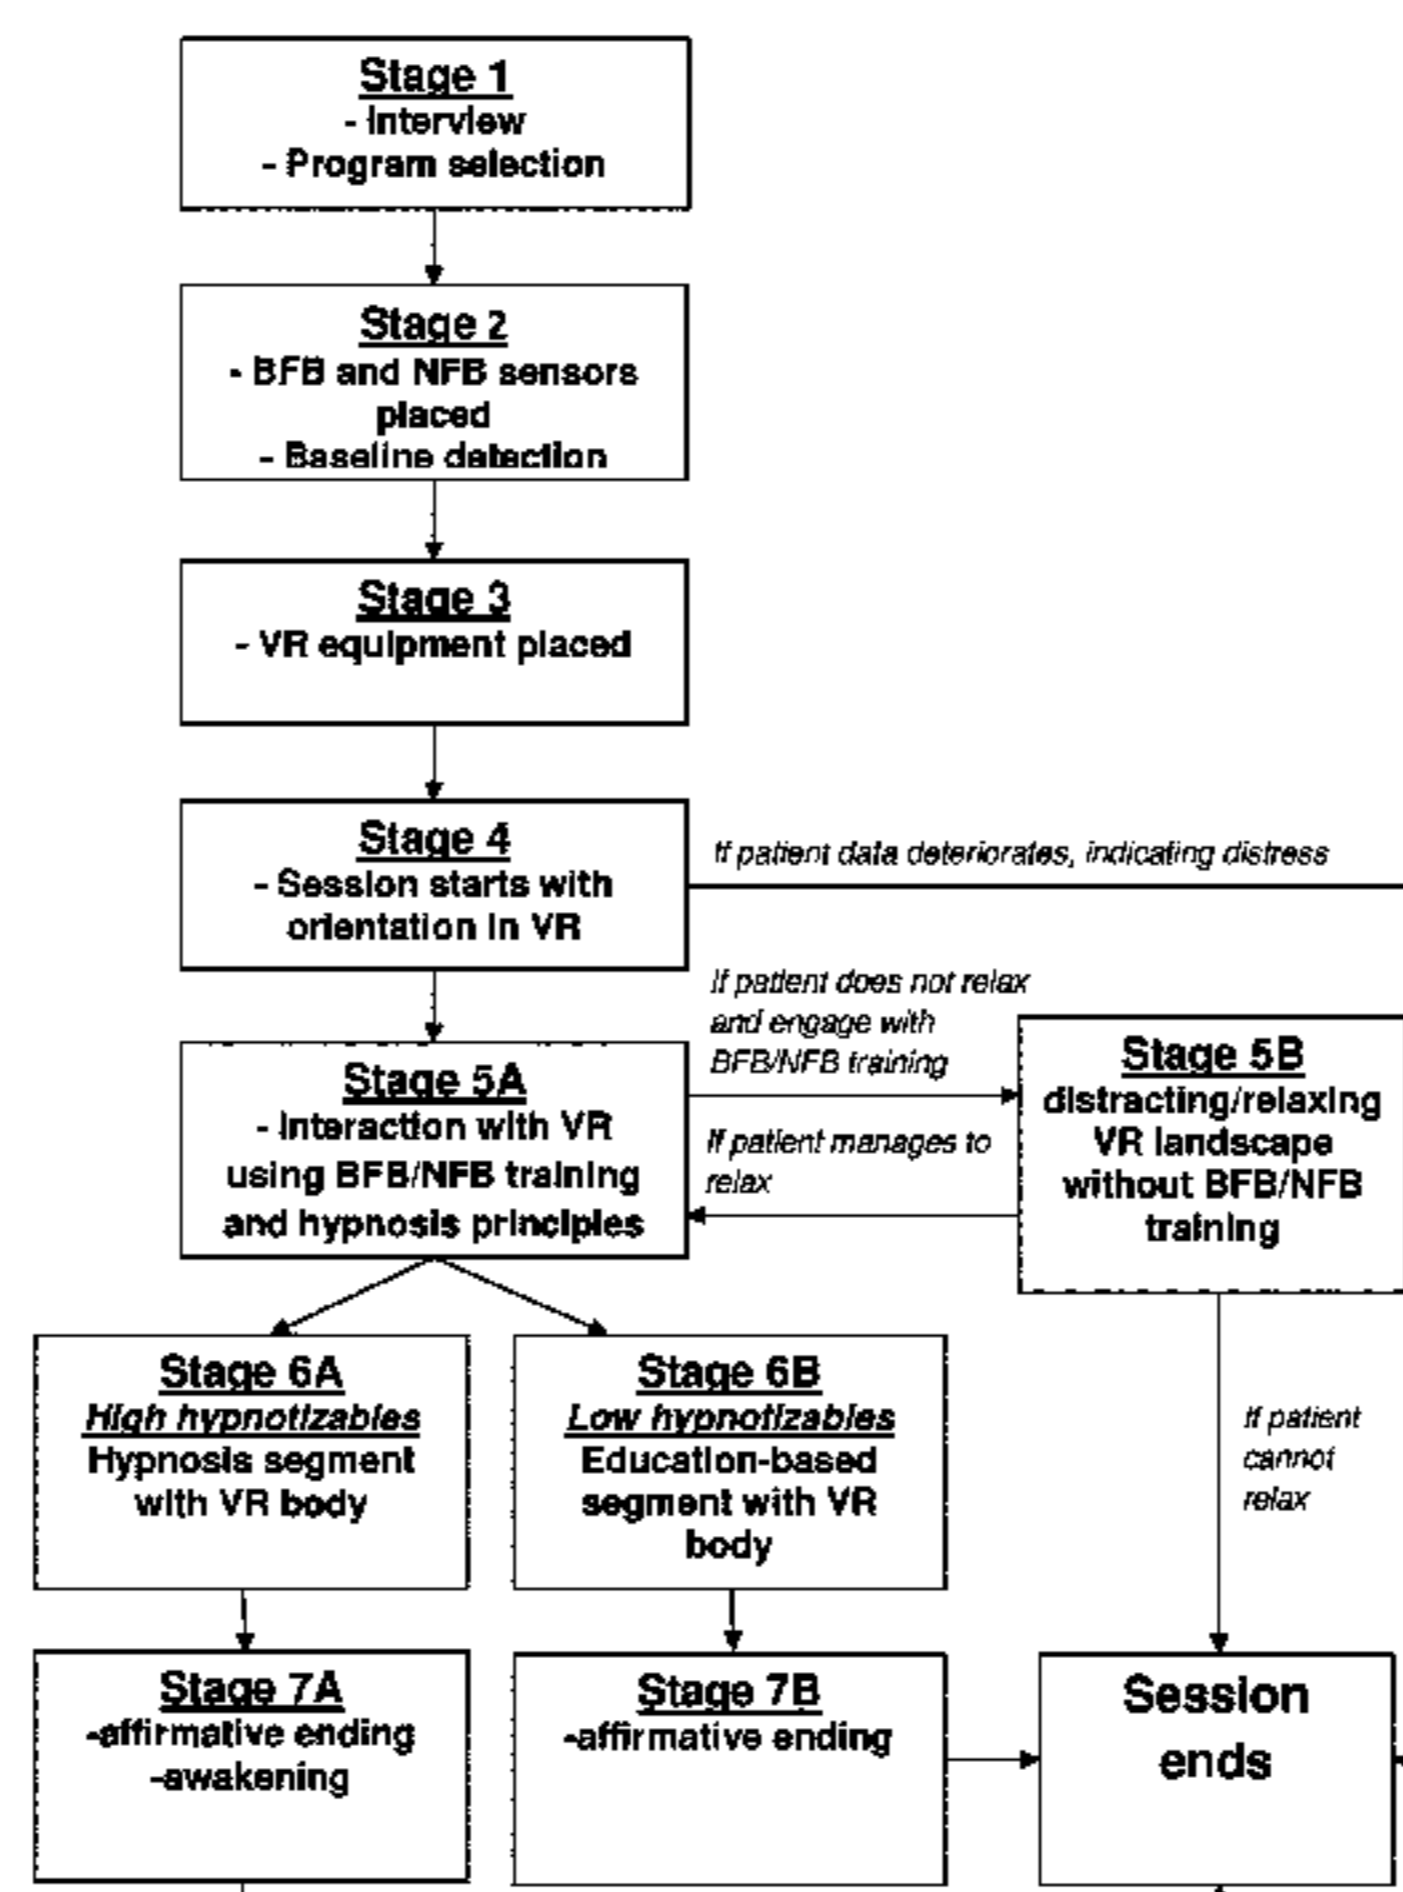 Stage 1
- Interview
- Program selection
Stage 2
- BFB and NFB sensors
placed
- Baseline detection
Stage 3
- VR equipment placed
Stage 4
- Session starts with
orientation in VR
If patient data deteriorates, indicating distress
If patient does not relax
and engage with
BFB/NFB training
Stage 5A
- Interaction with VR
using BFB/NFB training
and hypnosis principles
If patient manages to
relax
Stage 5B
distracting/relaxing
VR landscape
without BFB/NFB
training
Stage 6A
High hypnotizables
Hypnosis segment
with VR body
Stage 6B
Low hypnotizables
Education-based
segment with VR
body
If patient
cannot
relax
Stage 7A
-affirmative ending
-awakening
Stage 7B
-affirmative ending
Session
ends